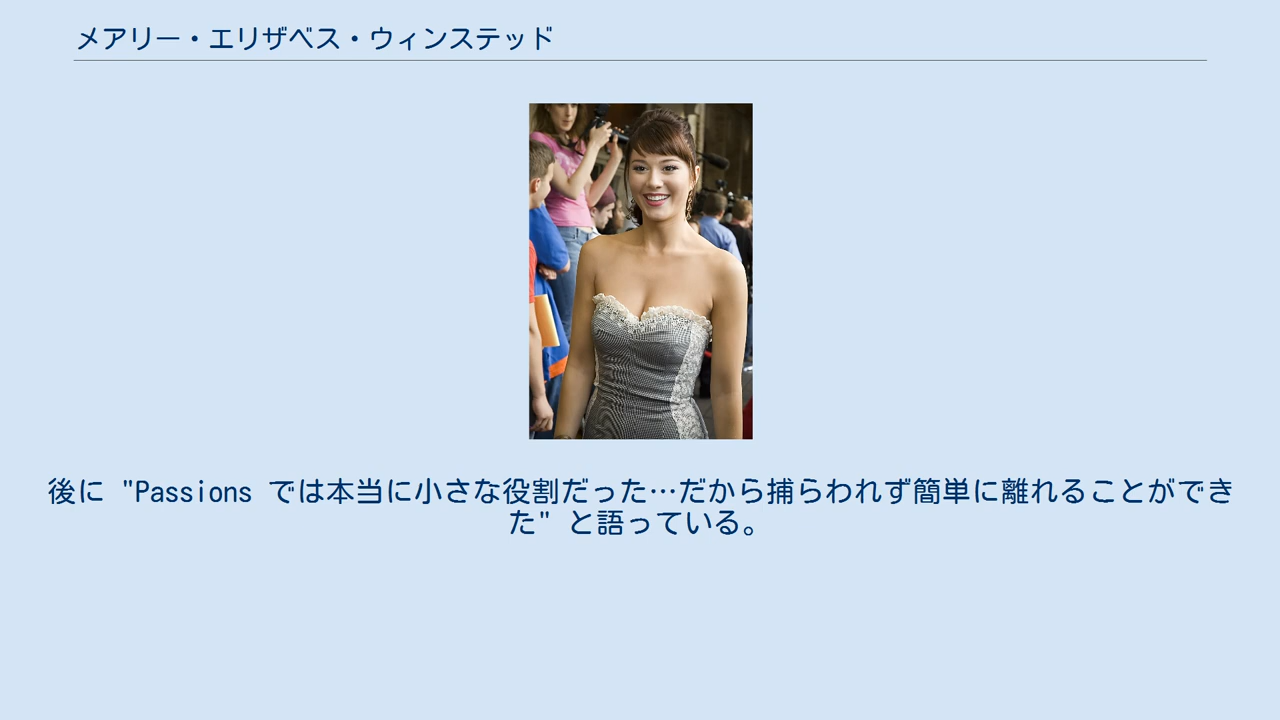 メアリー・エリザベス・ウィンステッド
後に "Passions では本当に小さな役割だった…だから捕らわれず簡単に離れることができ
た" と語っている。